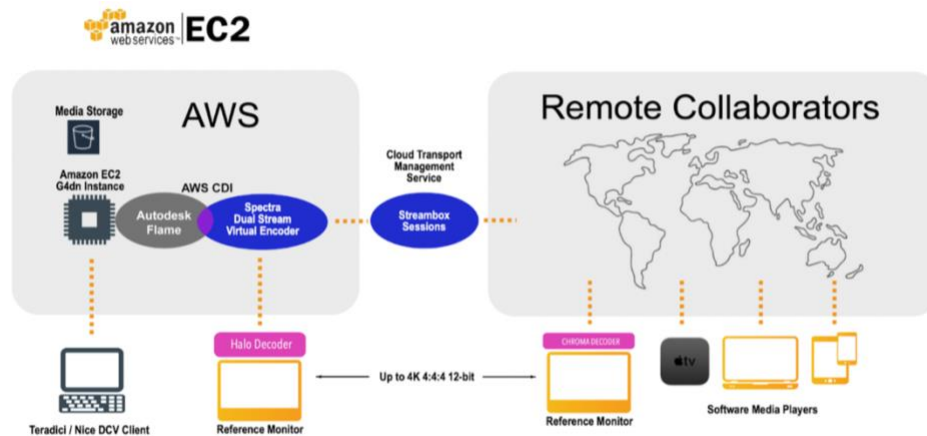 amazon
web services™
EC2
AWS
Media Storage
Amazon EC2
G4dn Instance
AWS CDI
Autodesk
Flame
Spectra
Dual Stream
Virtual Encoder
Cloud Transport
Management
Service
Streambox
Sessions
Remote Collaborators
Halo Decoder
CHROMA DECODER
tv
Up to 4K 4:4:4 12-bit
Teradici / Nice DCV Client
Reference Monitor
Reference Monitor
Software Media Players